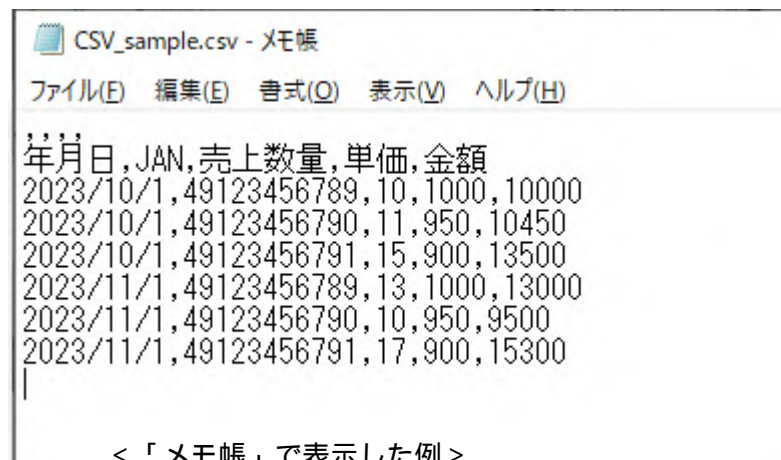 CSV_sample.csv - メモ帳
ファイル(F) 編集(E) 書式(O) 表示(V) ヘルプ(H)
,,,,
年月日,JAN,売上数量,単価,金額
2023/10/1,49123456789,10,1000,10000
2023/10/1,49123456790,11,950,10450
2023/10/1,49123456791,15,900,13500
2023/11/1,49123456789,13,1000,13000
2023/11/1,49123456790,10,950,9500
2023/11/1,49123456791,17,900,15300
<「メモ帳」で表示した例>